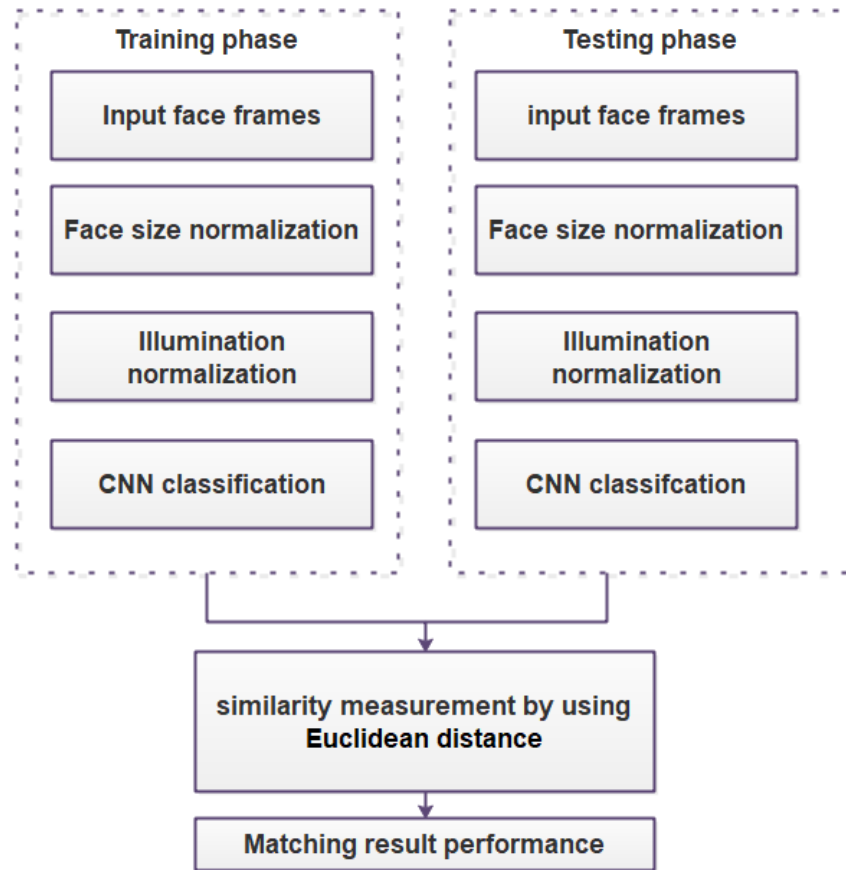 Training phase
Input face frames
Face size normalization
Illumination
normalization
CNN classification
Testing phase
input face frames
Face size normalization
Illumination
normalization
CNN classifcation
similarity measurement by using
Euclidean distance
Matching result performance